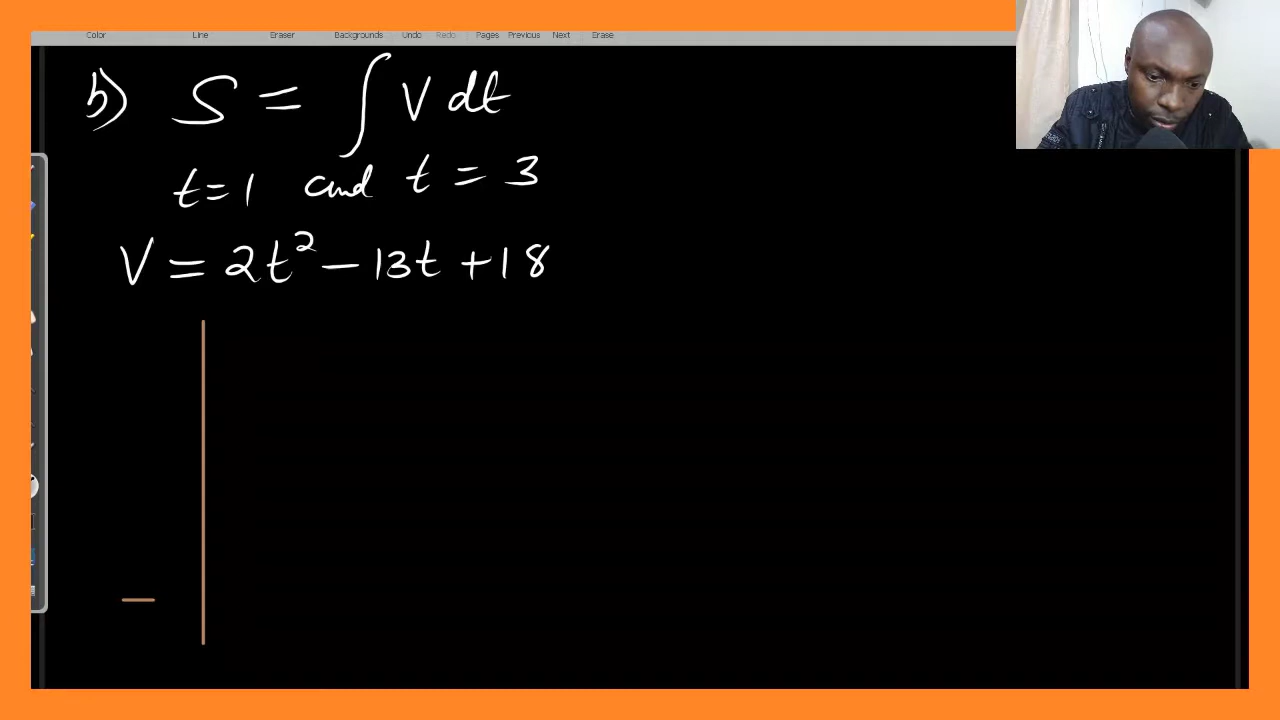 Color Line Eraser Backgrounds Undo Redo Pages Previous Next Erase
b) S = ∫ V dt
t=1 and t = 3
V = 2t² − 13t + 18